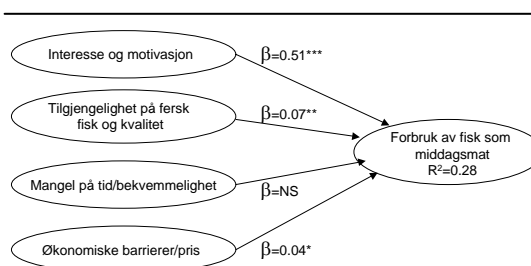 Interesse og motivasjon
β=0.51***
Tilgjengelighet på fersk
fisk og kvalitet
β=0.07**
Forbruk av fisk som
middagsmat
R²=0.28
Mangel på tid/bekvemmelighet
β=NS
Økonomiske barrierer/pris
β=0.04*